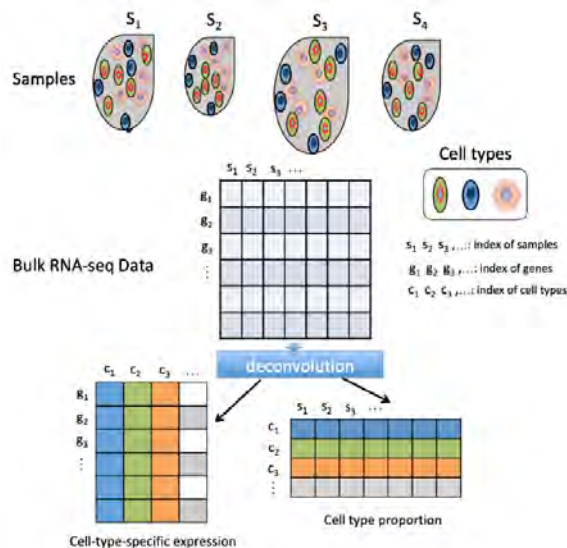 S1 S2 S3 S4
Samples
s1 s2 s3 ...
Cell types
g1
g2
g3
⋮
s1 s2 s3 ,...: index of samples
g1 g2 g3 ,...: index of genes
c1 c2 c3 ,...: index of cell types
Bulk RNA-seq Data
deconvolution
c1 c2 c3 ....
g1
g2
g3
⋮
s1 s2 s3 ...
c1
c2
c3
⋮
Cell type proportion
Cell-type-specific expression